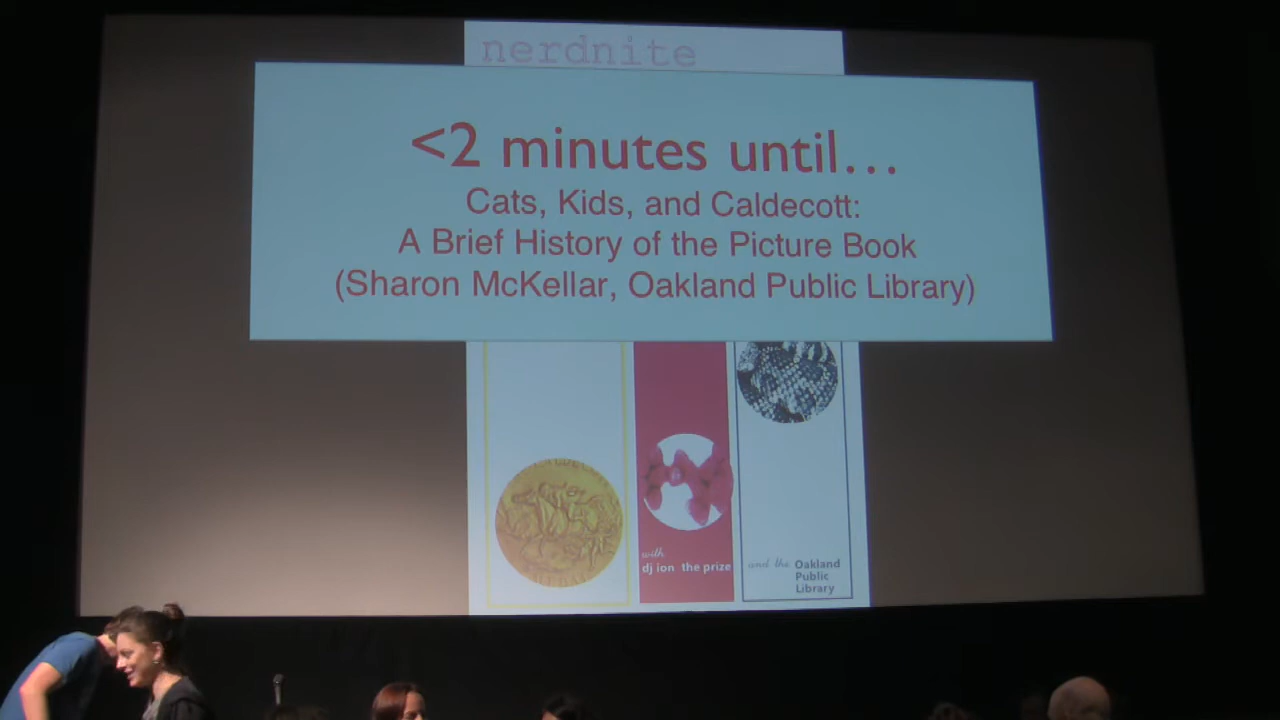 nerdnite
<2 minutes until...
Cats, Kids, and Caldecott:
A Brief History of the Picture Book
(Sharon McKellar, Oakland Public Library)
with
dj ion the prize
and the Oakland
Public
Library